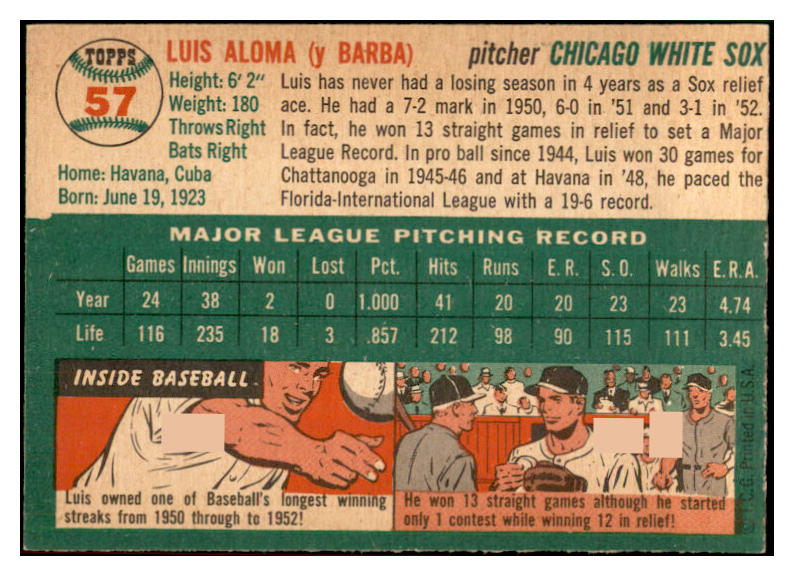 TOPPS
57
LUIS ALOMA (y BARBA)
pitcher CHICAGO WHITE SOX
Height: 6' 2"
Weight: 180
Throws Right
Bats Right
Home: Havana, Cuba
Born: June 19, 1923
Luis has never had a losing season in 4 years as a Sox relief
ace. He had a 7-2 mark in 1950, 6-0 in '51 and 3-1 in '52.
In fact, he won 13 straight games in relief to set a Major
League Record. In pro ball since 1944, Luis won 30 games for
Chattanooga in 1945-46 and at Havana in '48, he paced the
Florida-International League with a 19-6 record.
MAJOR LEAGUE PITCHING RECORD
Games Innings Won Lost Pct. Hits Runs E. R. S. O. Walks E.R.A.
Year 24 38 2 0 1.000 41 20 20 23 23 4.74
Life 116 235 18 3 .857 212 98 90 115 111 3.45
INSIDE BASEBALL
Luis owned one of Baseball's longest winning
streaks from 1950 through to 1952!
He won 13 straight games although he started
only 1 contest while winning 12 in relief!
T.C.G. Printed in U.S.A.